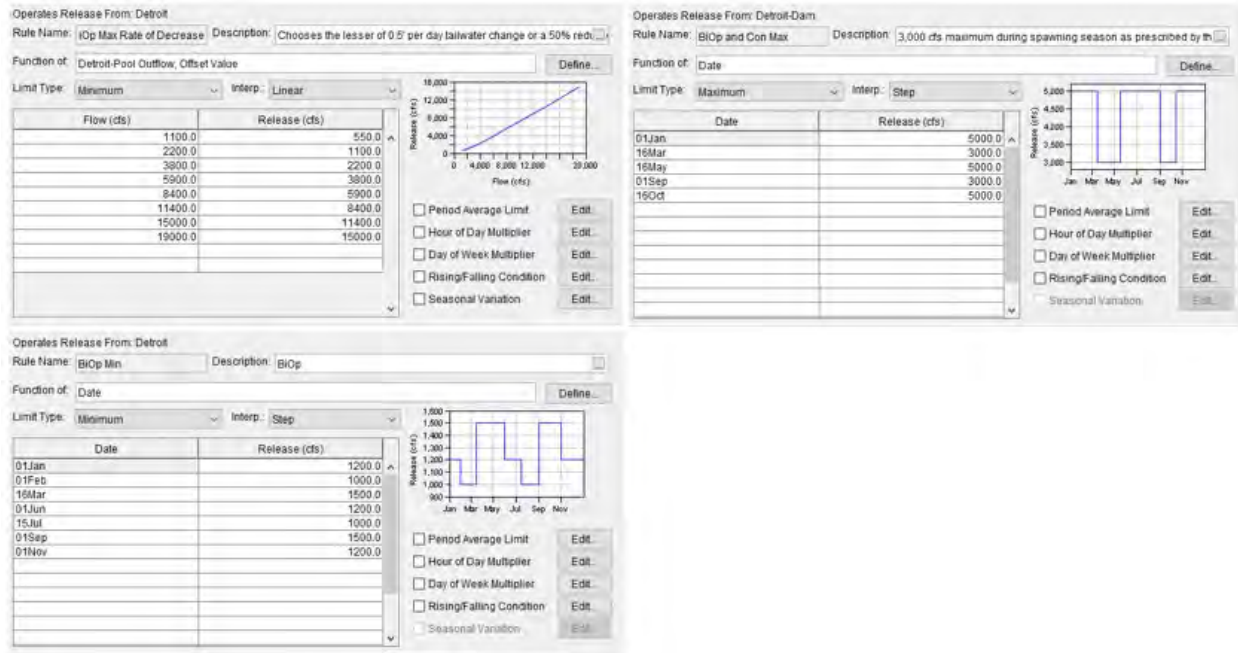 Operates Release From: Detroit
Rule Name: iOp Max Rate of Decrease Description: Chooses the lesser of 0.5' per day tailwater change or a 50% redu
Function of: Detroit-Pool Outflow, Offset Value Define...
Limit Type: Minimum Interp.: Linear
Flow (cfs) Release (cfs)
1100.0 550.0
2200.0 1100.0
3800.0 2200.0
5900.0 3800.0
8400.0 5900.0
11400.0 8400.0
15000.0 11400.0
19000.0 15000.0
Release (cfs)
16,000
12,000
8,000
4,000
0
0 4,000 8,000 12,000 19,000
Flow (cfs)
Period Average Limit Edit...
Hour of Day Multiplier Edit...
Day of Week Multiplier Edit...
Rising/Falling Condition Edit...
Seasonal Variation Edit...
Operates Release From: Detroit-Dam
Rule Name: BiOp and Con Max Description: 3,000 cfs maximum during spawning season as prescribed by th
Function of: Date Define...
Limit Type: Maximum Interp.: Step
Date Release (cfs)
01Jan 5000.0
16Mar 3000.0
16May 5000.0
01Sep 3000.0
16Oct 5000.0
Release (cfs)
5,000
4,500
4,200
3,500
3,000
Jan Mar May Jul Sep Nov
Period Average Limit Edit...
Hour of Day Multiplier Edit...
Day of Week Multiplier Edit...
Rising/Falling Condition Edit...
Seasonal Variation Edit...
Operates Release From: Detroit
Rule Name: BiOp Min Description: BiOp
Function of: Date Define...
Limit Type: Minimum Interp.: Step
Date Release (cfs)
01Jan 1200.0
01Feb 1000.0
16Mar 1500.0
01Jun 1200.0
15Jul 1000.0
01Sep 1500.0
01Nov 1200.0
Release (cfs)
1,600
1,500
1,400
1,300
1,200
1,100
1,000
900
Jan Mar May Jul Sep Nov
Period Average Limit Edit...
Hour of Day Multiplier Edit...
Day of Week Multiplier Edit...
Rising/Falling Condition Edit...
Seasonal Variation Edit...